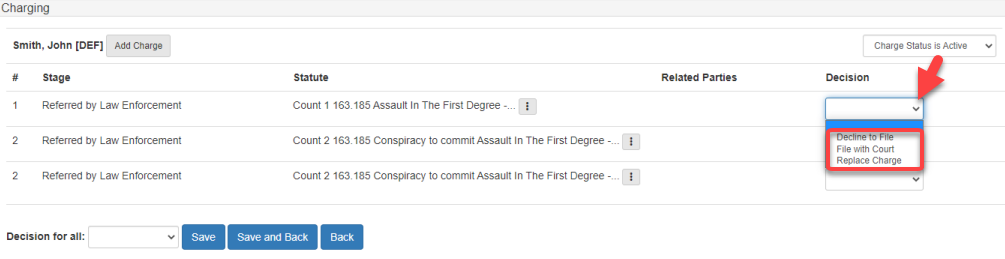 Charging
Smith, John [DEF] Add Charge Charge Status is Active
# Stage Statute Related Parties Decision
1 Referred by Law Enforcement Count 1 163.185 Assault In The First Degree -...
Decline to File
2 Referred by Law Enforcement Count 2 163.185 Conspiracy to commit Assault In The First Degree -...
File with Court
Replace Charge
2 Referred by Law Enforcement Count 2 163.185 Conspiracy to commit Assault In The First Degree -...
Decision for all: Save Save and Back Back